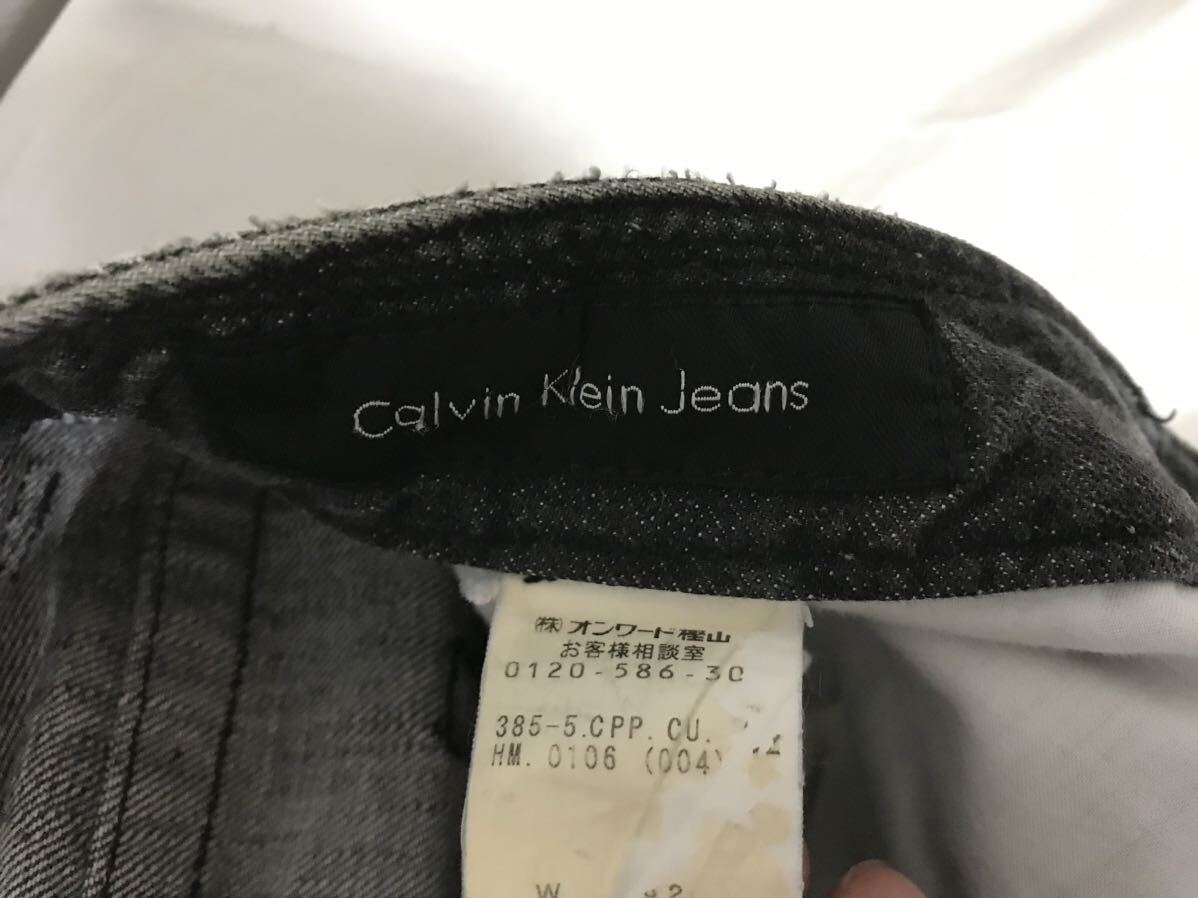 Calvin Klein Jeans
(株)オンワード樫山
お客様相談室
0120-586-30
385-5.CPP.CU.
HM.0106 (004)
W